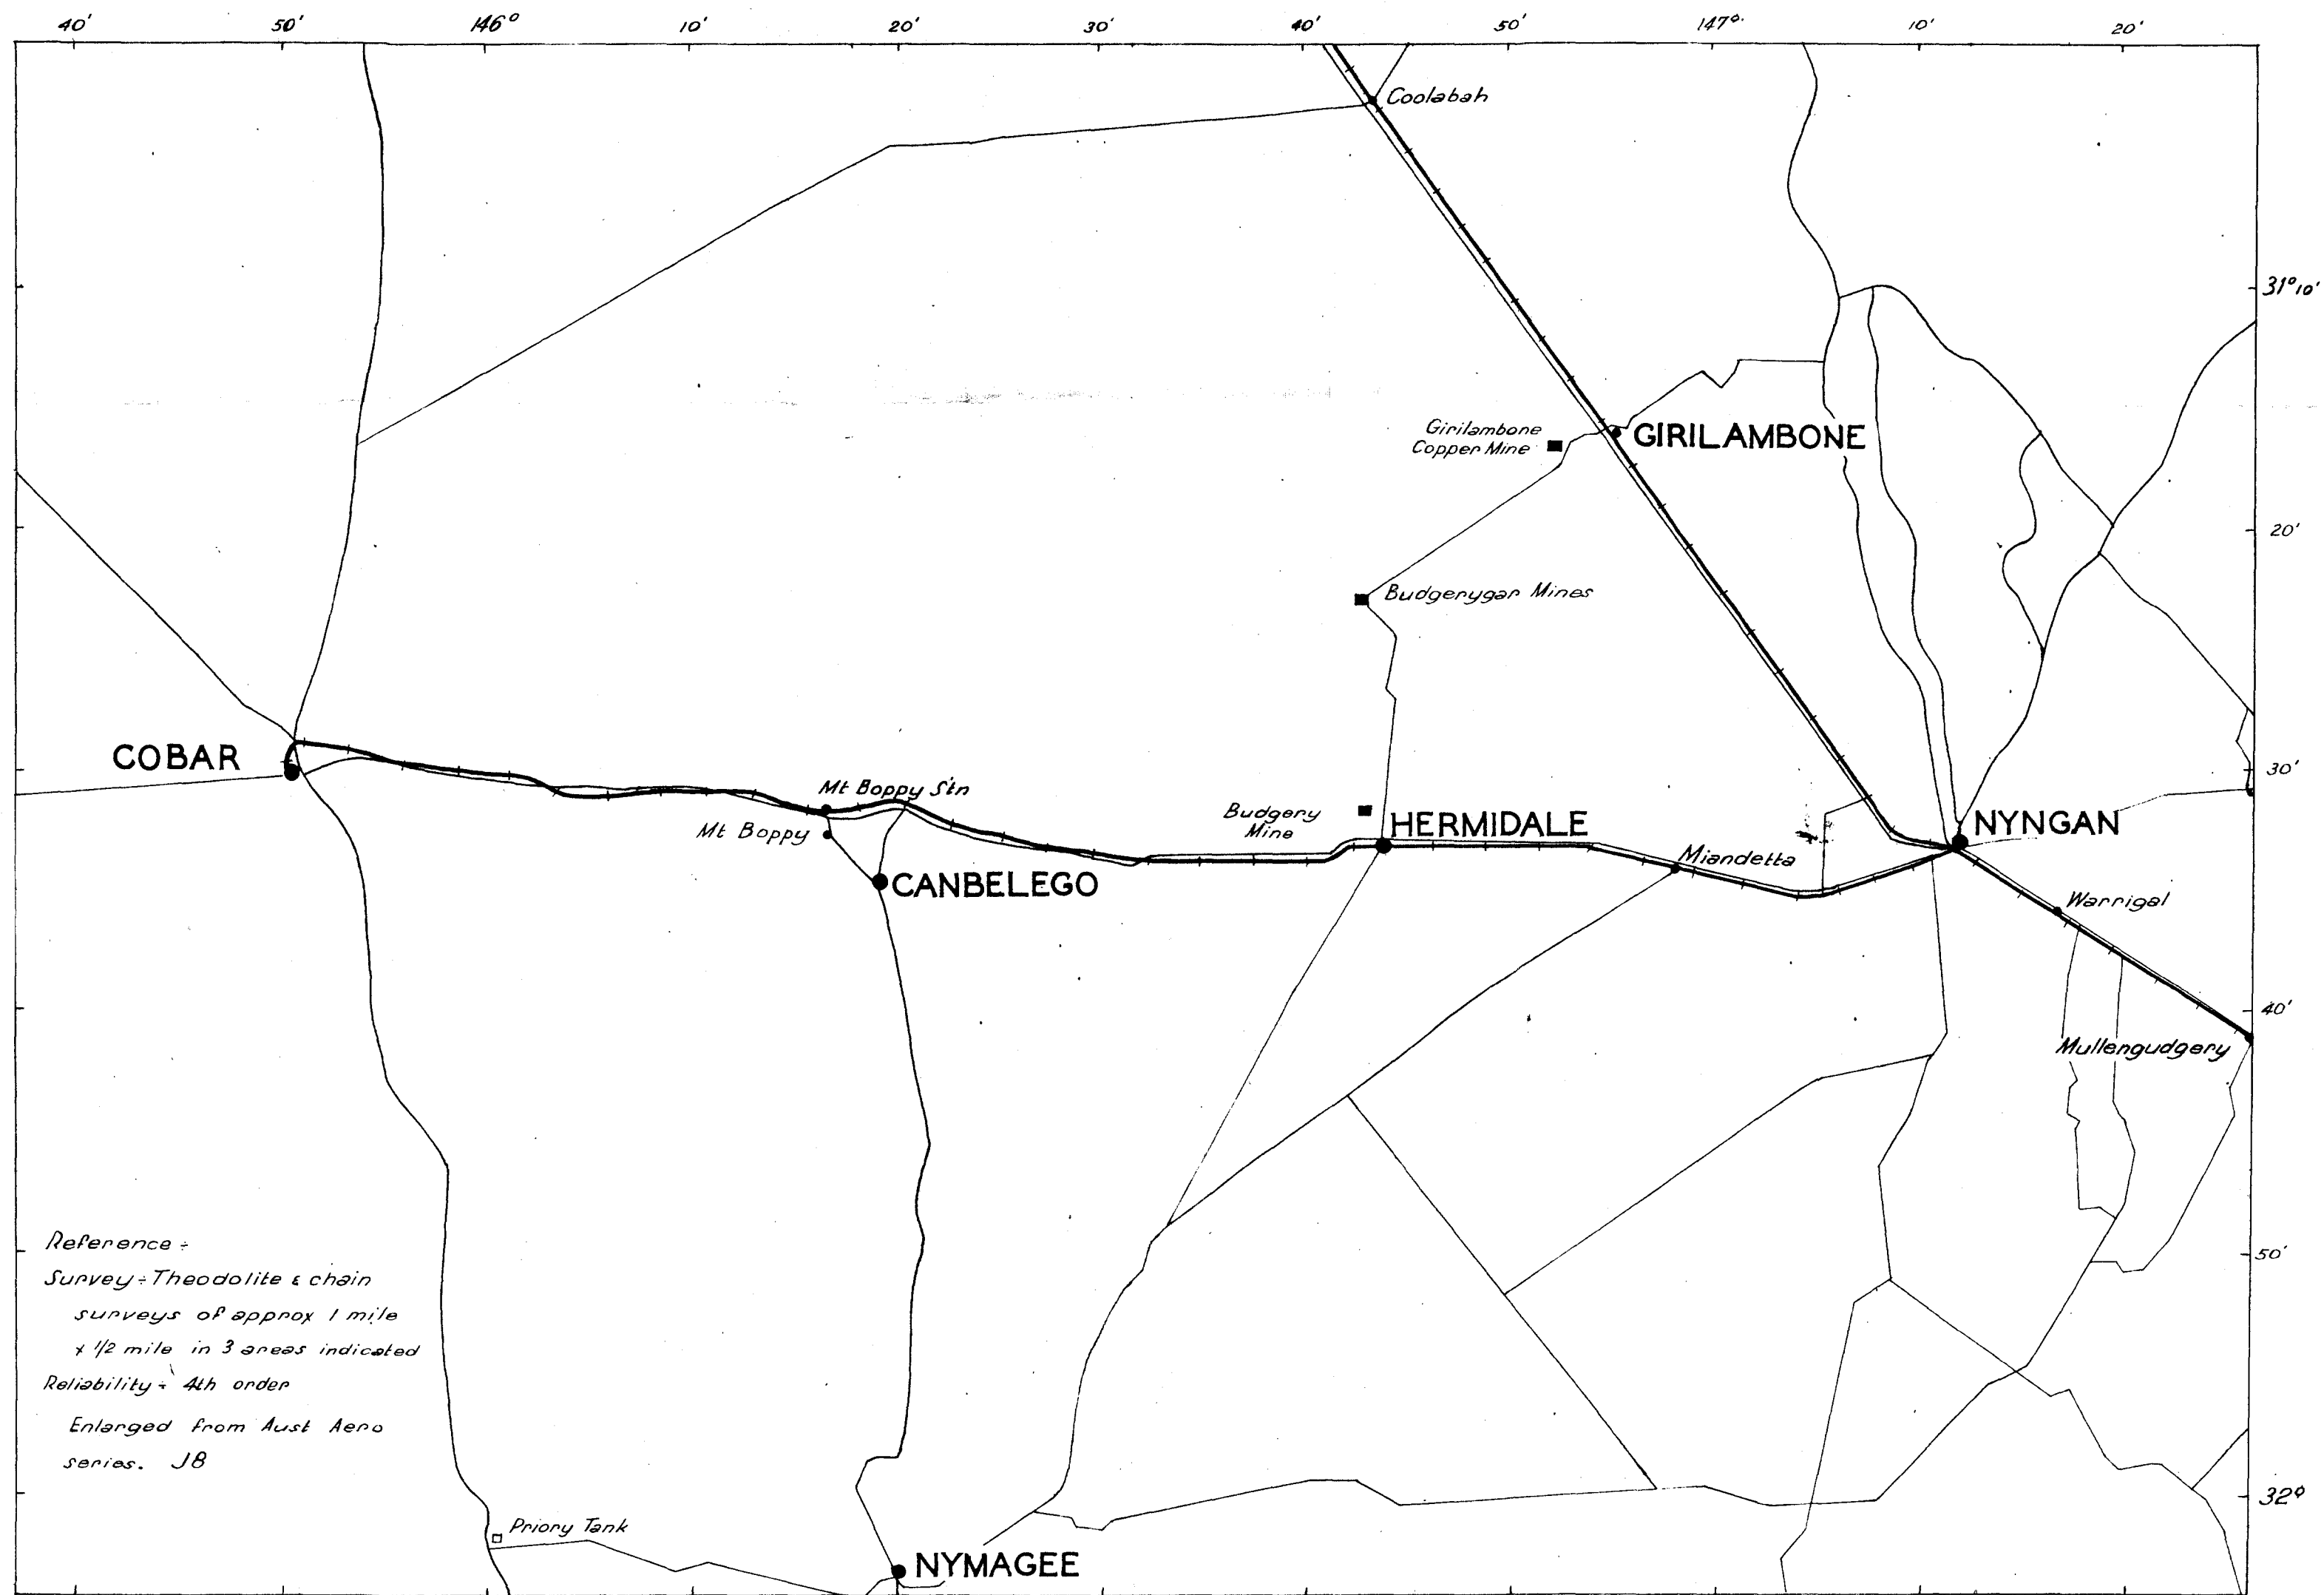 40' 50' 146° 10' 20' 30' 40' 50' 147° 10' 20'
Coolabah
31°10'
Girilambone
Copper Mine
GIRILAMBONE
20'
Budgerygar Mines
COBAR
30'
Mt Boppy Stn
Mt Boppy
Budgery
Mine
HERMIDALE
NYNGAN
Miandetta
CANBELEGO
Warrigal
40'
Mullengudgery
50'
Reference ÷
Survey ÷ Theodolite & chain
surveys of approx 1 mile
x 1/2 mile in 3 areas indicated
Reliability ÷ 4th order
Enlarged from Aust Aero
series. JB
32°
Priory Tank
NYMAGEE